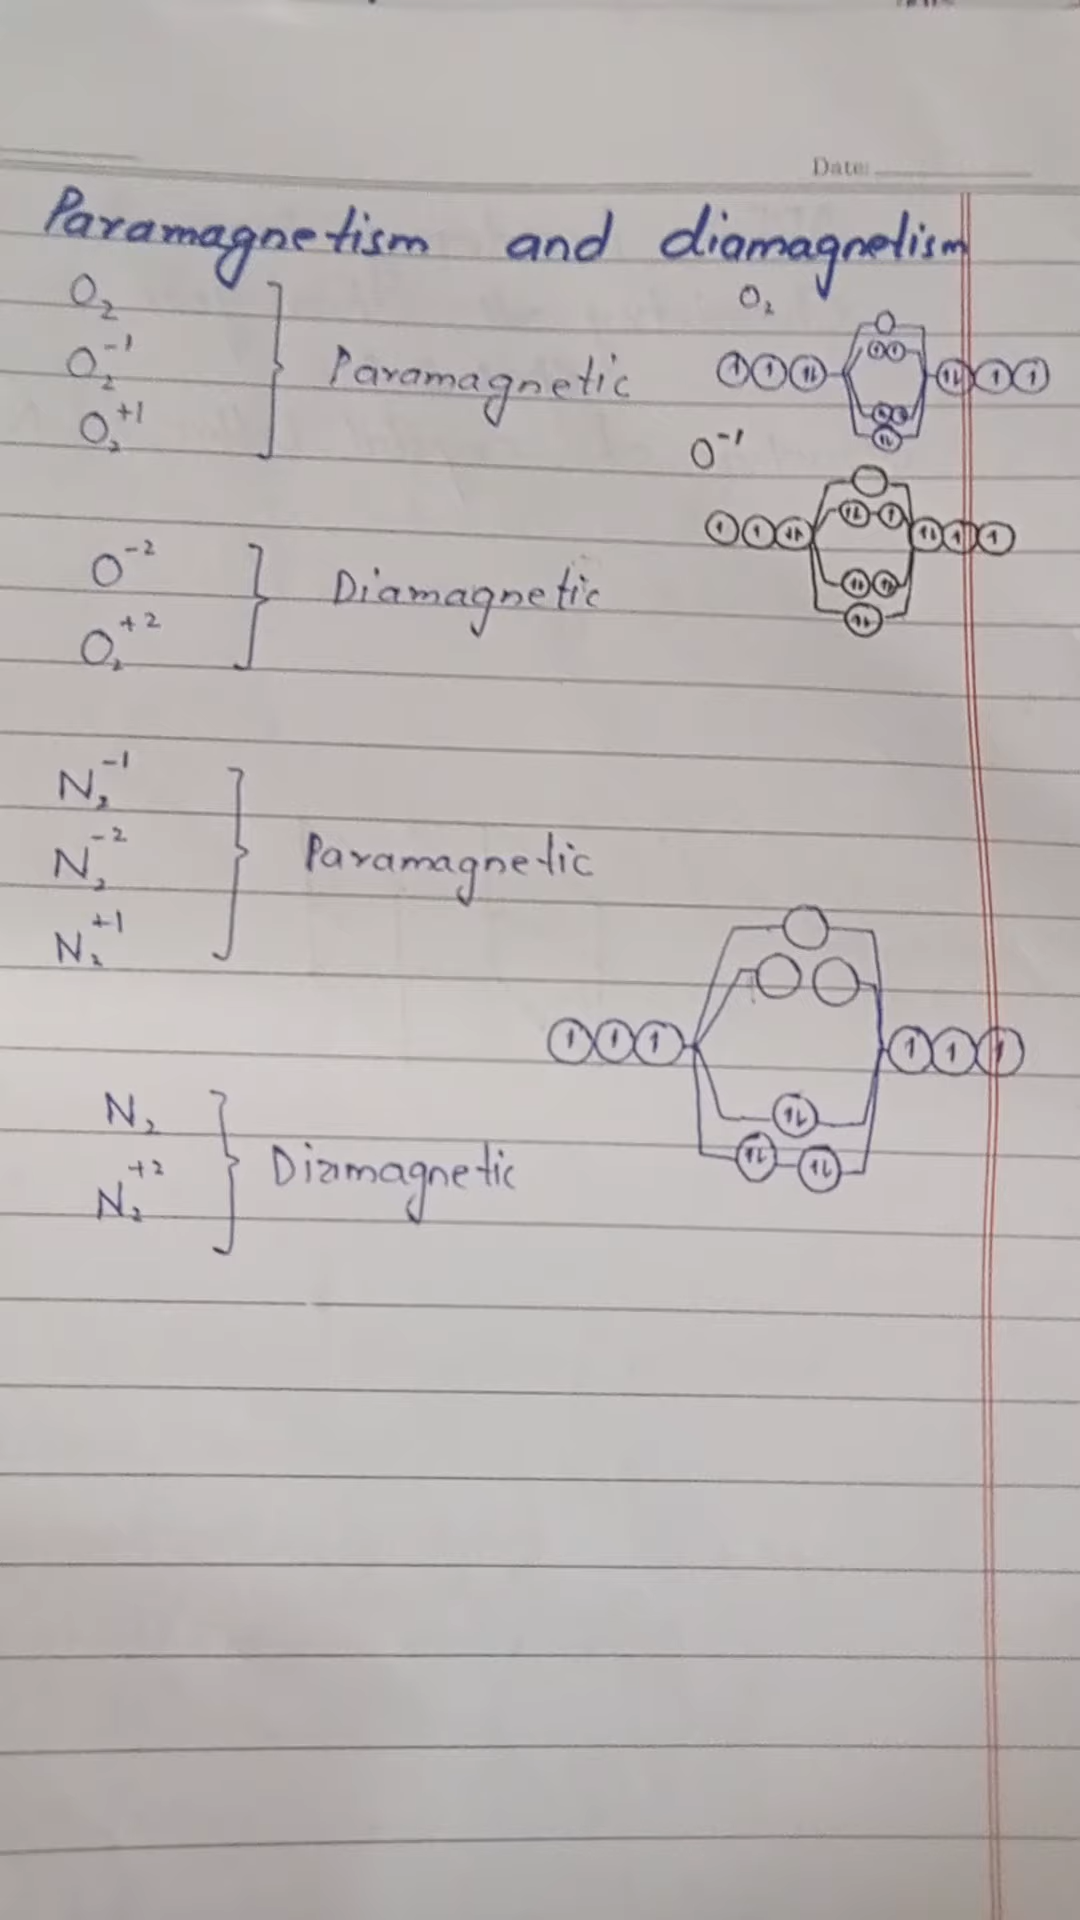 Date:
Paramagnetism and diamagnetism
O₂
O₂⁻¹
O₂⁺¹
Paramagnetic
O₂
O⁻¹
O⁻²
O₂⁺²
Diamagnetic
N₂⁻¹
N₂⁻²
N₂⁺¹
Paramagnetic
N₂
N₂⁺²
Diamagnetic